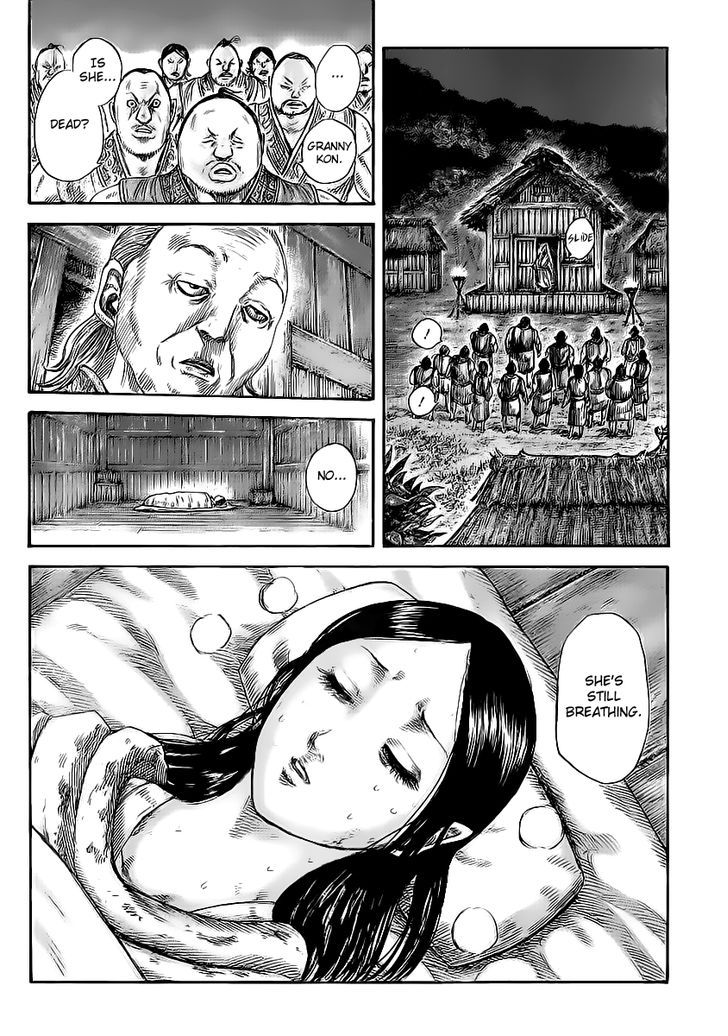 SLIDE
!
!
...
GRANNY
KON.
IS
SHE...
DEAD?
NO...
SHE'S
STILL
BREATHING.